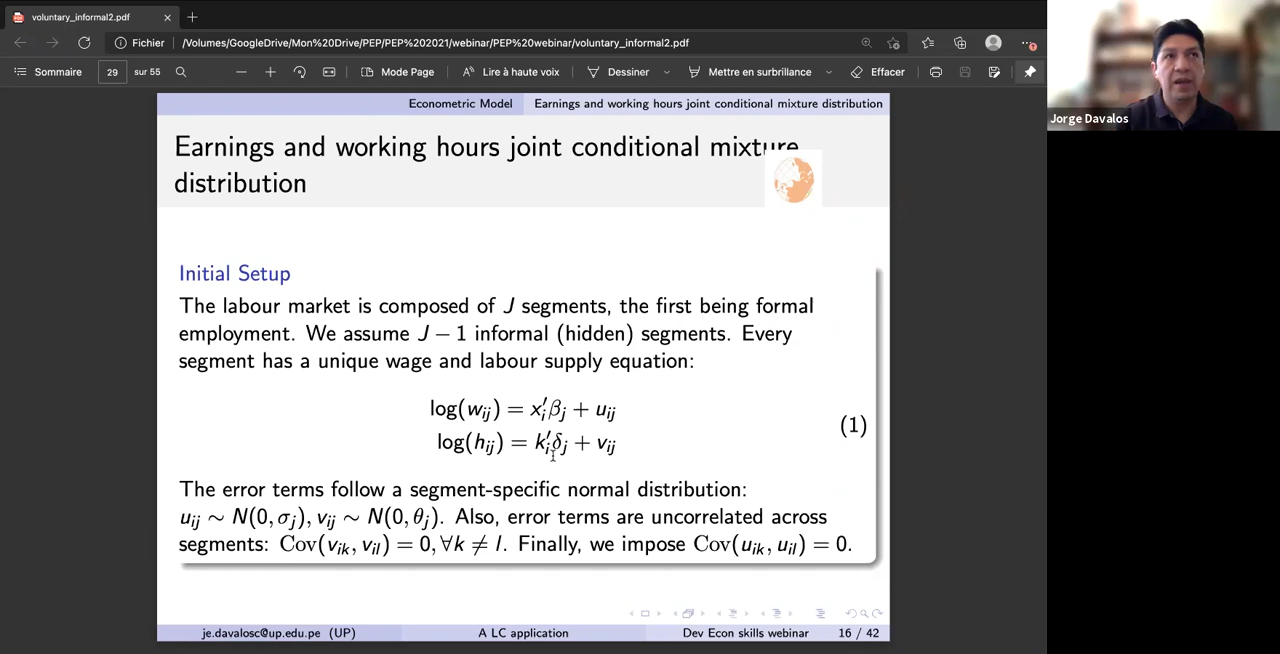 voluntary_informal2.pdf
Fichier /Volumes/GoogleDrive/Mon%20Drive/PEP/PEP%202021/webinar/PEP%20webinar/voluntary_informal2.pdf
Sommaire 29 sur 55 Mode Page Lire à haute voix Dessiner Mettre en surbrillance Effacer
Jorge Davalos
Econometric Model Earnings and working hours joint conditional mixture distribution
Earnings and working hours joint conditional mixture
distribution
Initial Setup
The labour market is composed of J segments, the first being formal
employment. We assume J − 1 informal (hidden) segments. Every
segment has a unique wage and labour supply equation:
log(w_ij) = x′_i β_j + u_ij
(1)
log(h_ij) = k′_i δ_j + v_ij
The error terms follow a segment-specific normal distribution:
u_ij ∼ N(0, σ_j), v_ij ∼ N(0, θ_j). Also, error terms are uncorrelated across
segments: Cov(v_ik, v_il) = 0, ∀k ≠ l. Finally, we impose Cov(u_ik, u_il) = 0.
je.davalosc@up.edu.pe (UP) A LC application Dev Econ skills webinar 16 / 42